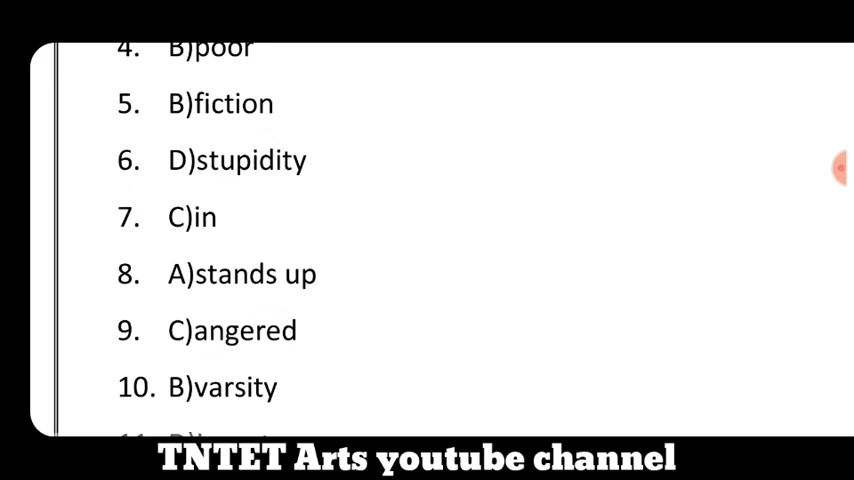 4. B)poor
5. B)fiction
6. D)stupidity
7. C)in
8. A)stands up
9. C)angered
10. B)varsity
TNTET Arts youtube channel